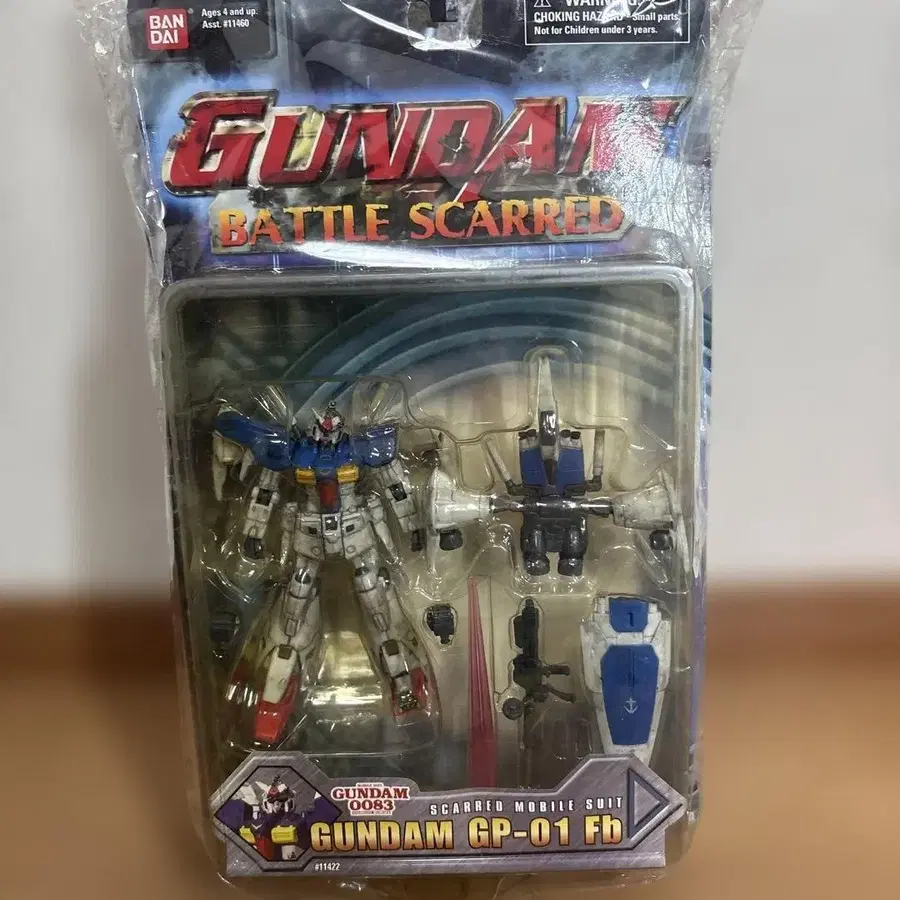 BAN
DAI
Ages 4 and up.
Asst. #11460
WARNING:
CHOKING HAZARD - Small parts.
Not for Children under 3 years.
GUNDAM
BATTLE SCARRED
1
GUNDAM
0083
SCARRED MOBILE SUIT
GUNDAM GP-01 Fb
#11422